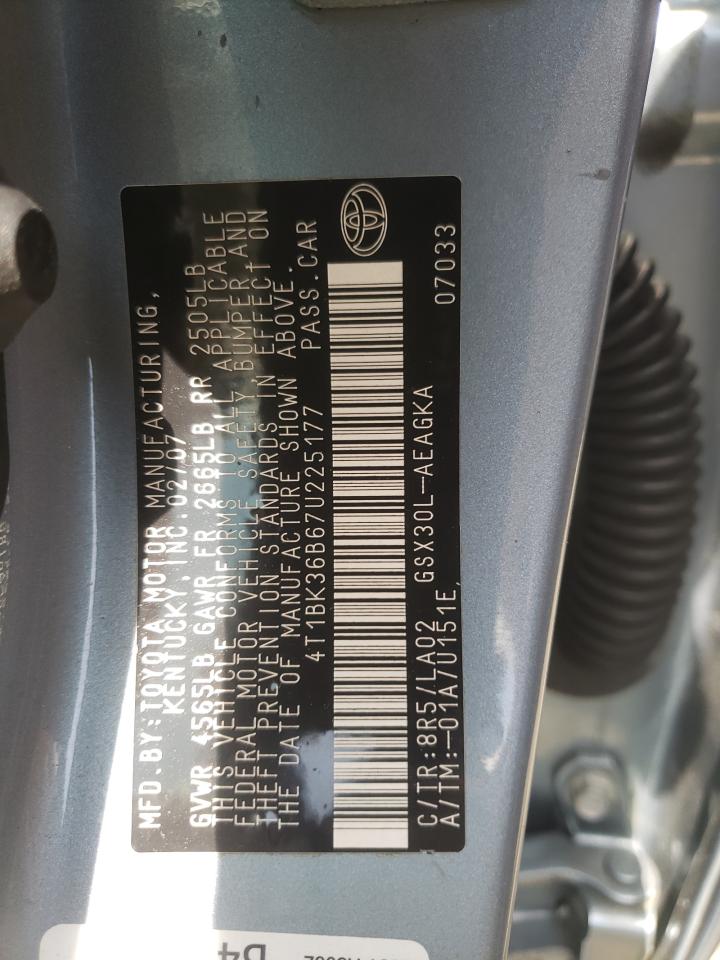 MFD.BY:TOYOTA MOTOR MANUFACTURING,
KENTUCKY,INC.02/07
GVWR 4565LB GAWR FR 2665LB RR 2505LB
THIS VEHICLE CONFORMS TO ALL APPLICABLE
FEDERAL MOTOR VEHICLE SAFETY BUMPER AND
THEFT PREVENTION STANDARDS IN EFFECT ON
THE DATE OF MANUFACTURE SHOWN ABOVE.
4T1BK36B67U225177 PASS.CAR
C/TR:8R5/LA02 GSX30L-AEAGKA 07033
A/TM:-01A/U151E,